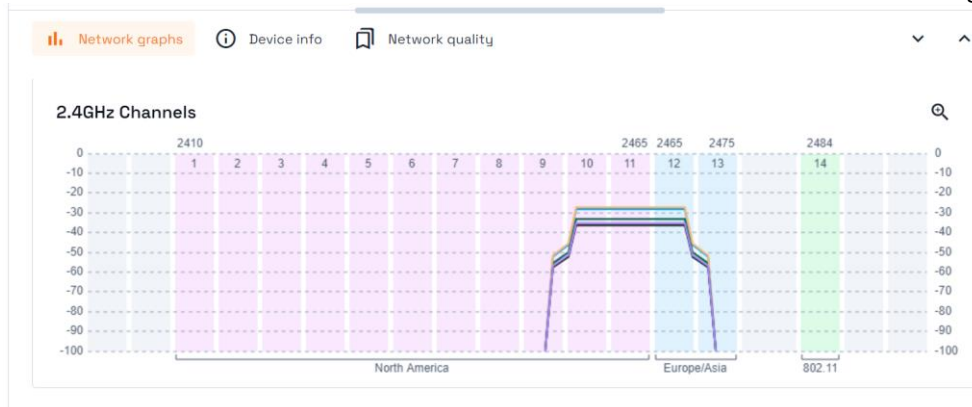 Network graphs Device info Network quality
2.4GHz Channels
2410 2465 2465 2475 2484
0 1 2 3 4 5 6 7 8 9 10 11 12 13 14 0
-10 -10
-20 -20
-30 -30
-40 -40
-50 -50
-60 -60
-70 -70
-80 -80
-90 -90
-100 -100
North America Europe/Asia 802.11